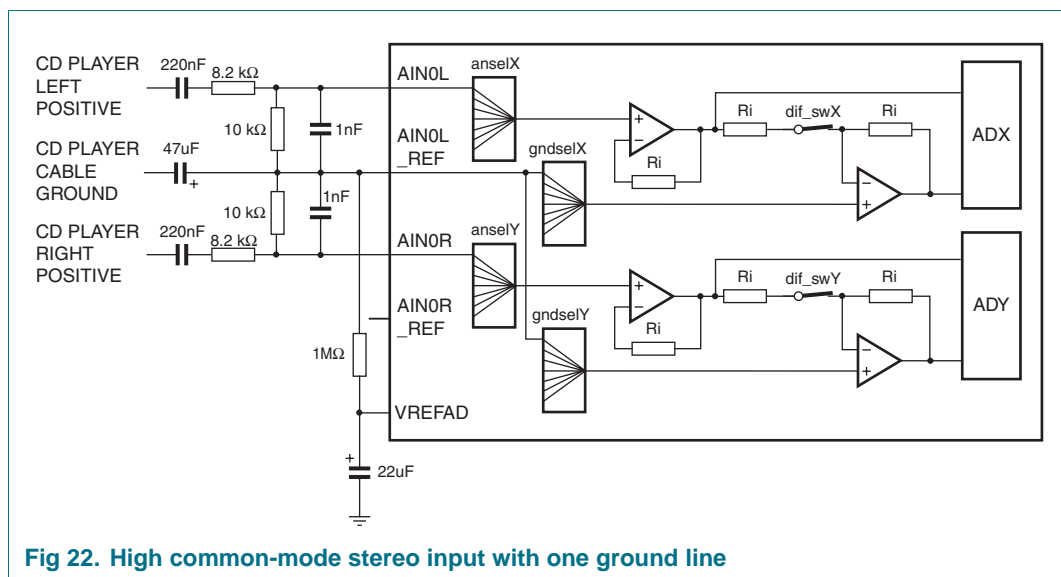 CD PLAYER
LEFT
POSITIVE
220nF
8.2 kΩ
10 kΩ
1nF
CD PLAYER
CABLE
GROUND
47uF
+
10 kΩ
1nF
CD PLAYER
RIGHT
POSITIVE
220nF
8.2 kΩ
1MΩ
+
22uF
AIN0L
AIN0L
_REF
AIN0R
AIN0R
_REF
VREFAD
anselX
gndselX
anselY
gndselY
+
−
Ri
Ri
dif_swX
Ri
−
+
ADX
+
−
Ri
Ri
dif_swY
Ri
−
+
ADY
Fig 22. High common-mode stereo input with one ground line